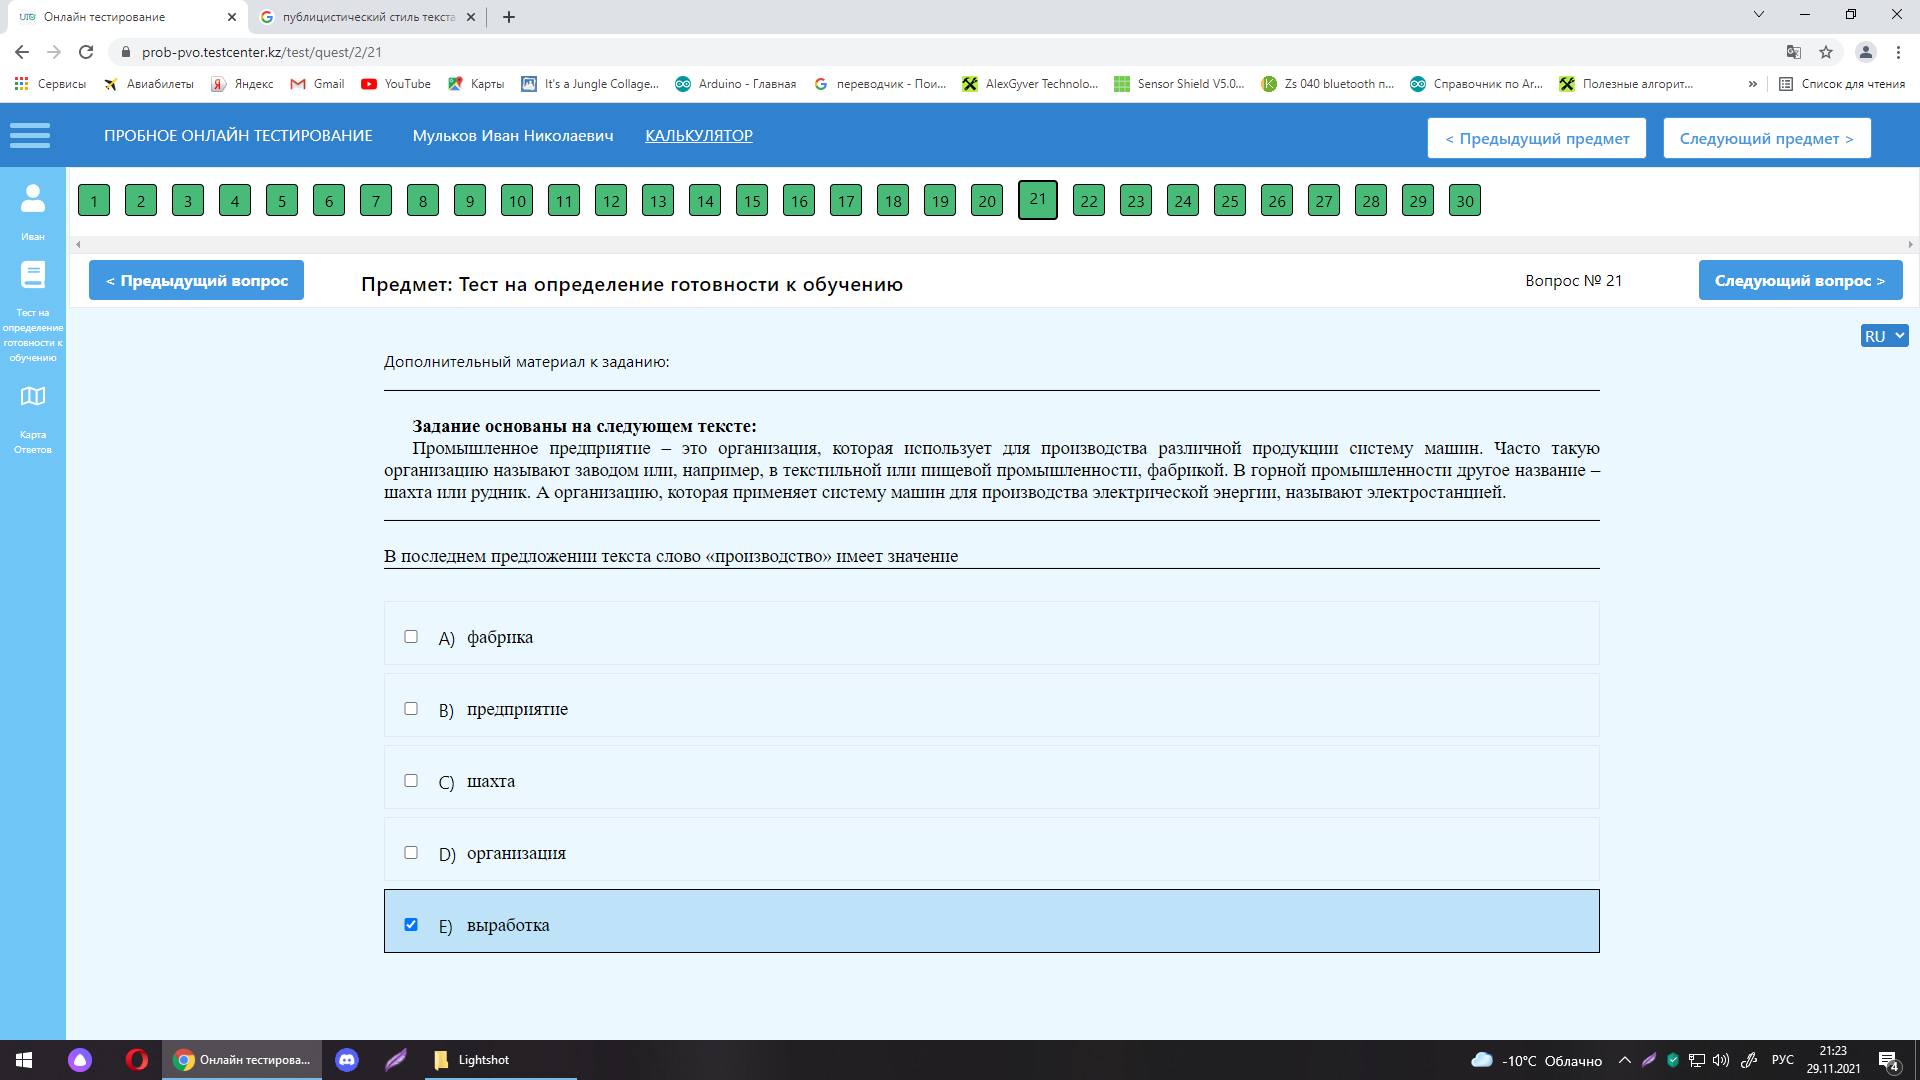 Онлайн тестирование
публицистический стиль текста
prob-pvo.testcenter.kz/test/quest/2/21
Сервисы Авиабилеты Яндекс Gmail YouTube Карты It's a Jungle Collage... Arduino - Главная переводчик - Пои... AlexGyver Technolo... Sensor Shield V5.0... Zs 040 bluetooth п... Справочник по Ar... Полезные алгорит... » Список для чтения
ПРОБНОЕ ОНЛАЙН ТЕСТИРОВАНИЕ Мульков Иван Николаевич КАЛЬКУЛЯТОР < Предыдущий предмет Следующий предмет >
1 2 3 4 5 6 7 8 9 10 11 12 13 14 15 16 17 18 19 20 21 22 23 24 25 26 27 28 29 30
Иван
Тест на
определение
готовности к
обучению
Карта
Ответов
< Предыдущий вопрос Предмет: Тест на определение готовности к обучению Вопрос № 21 Следующий вопрос >
RU
Дополнительный материал к заданию:
Задание основаны на следующем тексте:
Промышленное предприятие – это организация, которая использует для производства различной продукции систему машин. Часто такую
организацию называют заводом или, например, в текстильной или пищевой промышленности, фабрикой. В горной промышленности другое название –
шахта или рудник. А организацию, которая применяет систему машин для производства электрической энергии, называют электростанцией.
В последнем предложении текста слово «производство» имеет значение
A) фабрика
B) предприятие
C) шахта
D) организация
E) выработка
Онлайн тестирова... Lightshot -10°C Облачно РУС 21:23
29.11.2021
4